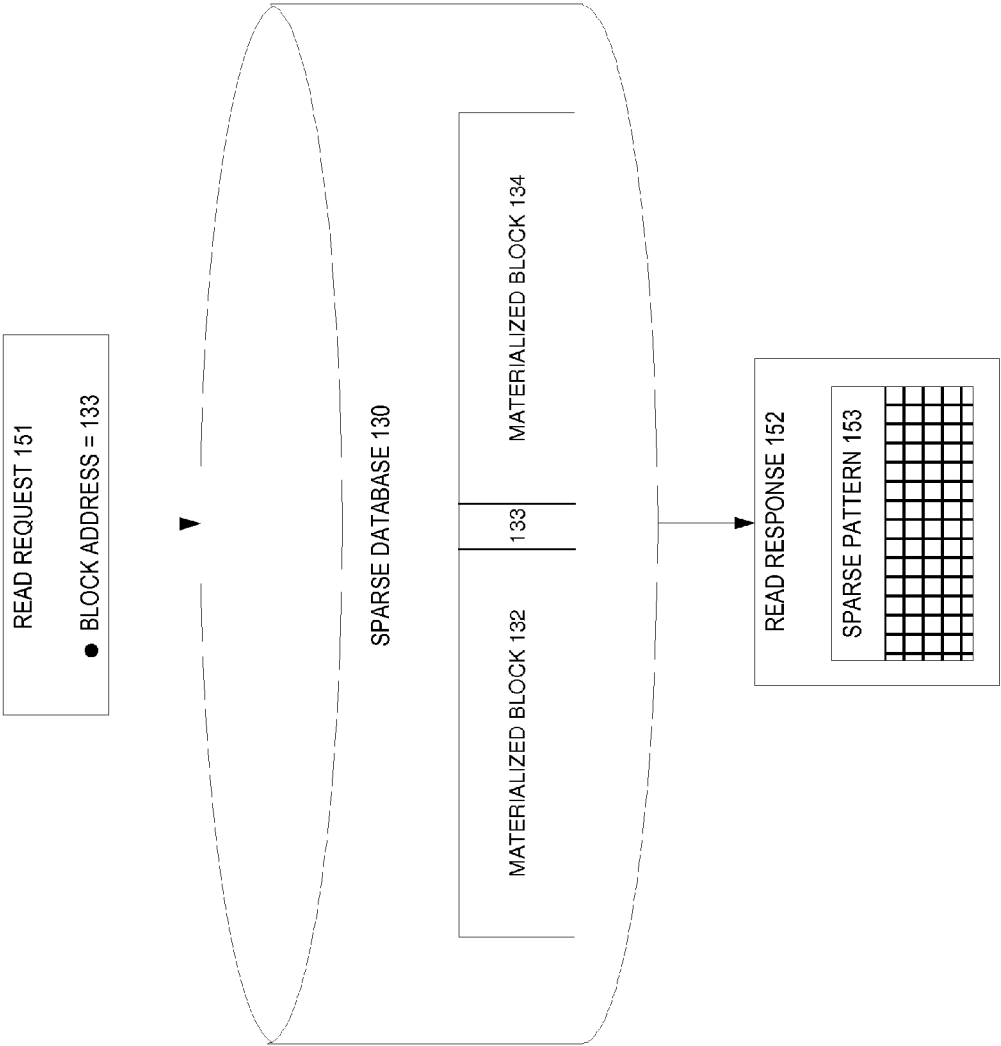 READ REQUEST 151
● BLOCK ADDRESS = 133
SPARSE DATABASE 130
MATERIALIZED BLOCK 132
133
MATERIALIZED BLOCK 134
READ RESPONSE 152
SPARSE PATTERN 153